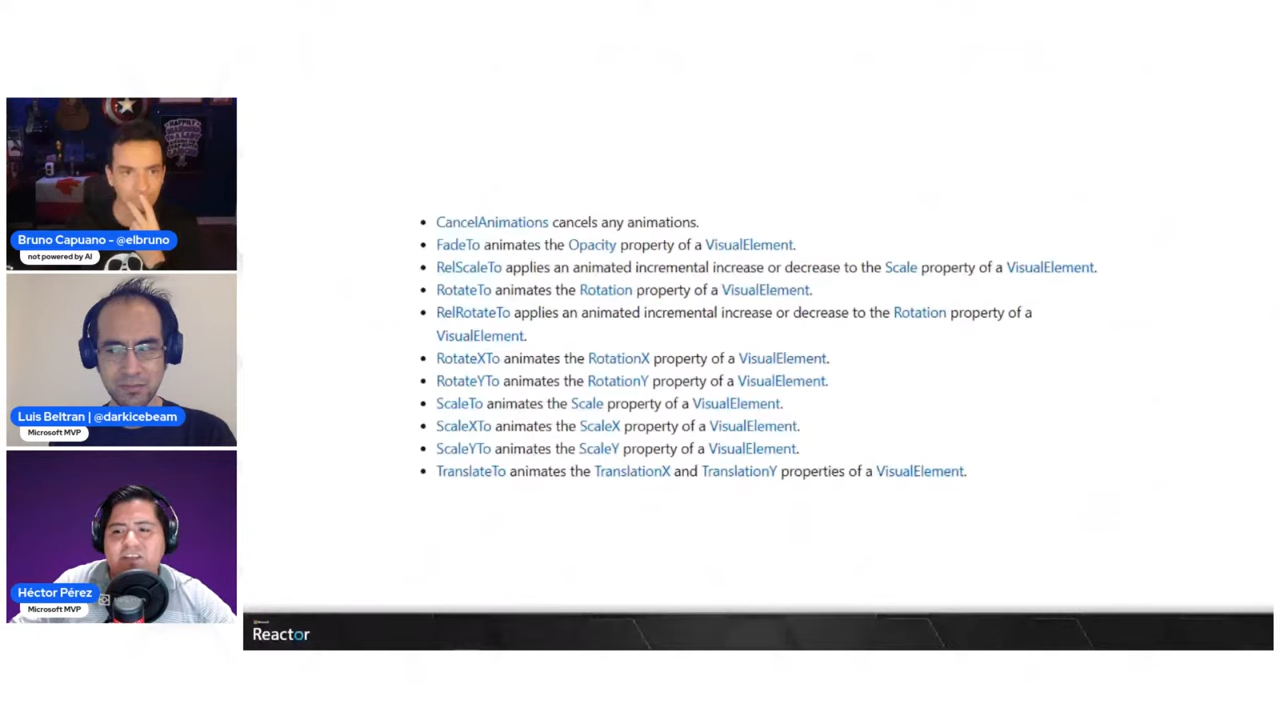 Bruno Capuano - @elbruno
not powered by AI
Luis Beltran | @darkicebeam
Microsoft MVP
Héctor Pérez
Microsoft MVP
• CancelAnimations cancels any animations.
• FadeTo animates the Opacity property of a VisualElement.
• RelScaleTo applies an animated incremental increase or decrease to the Scale property of a VisualElement.
• RotateTo animates the Rotation property of a VisualElement.
• RelRotateTo applies an animated incremental increase or decrease to the Rotation property of a
VisualElement.
• RotateXTo animates the RotationX property of a VisualElement.
• RotateYTo animates the RotationY property of a VisualElement.
• ScaleTo animates the Scale property of a VisualElement.
• ScaleXTo animates the ScaleX property of a VisualElement.
• ScaleYTo animates the ScaleY property of a VisualElement.
• TranslateTo animates the TranslationX and TranslationY properties of a VisualElement.
Reactor